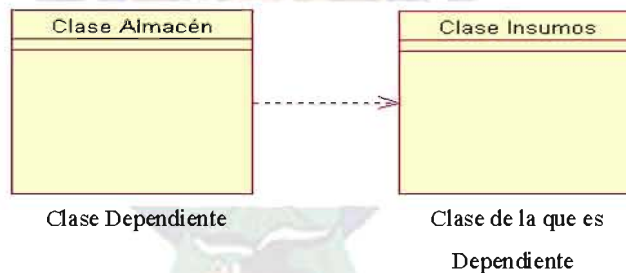 Clase Almacén
Clase Insumos
Clase Dependiente
Clase de la que es
Dependiente